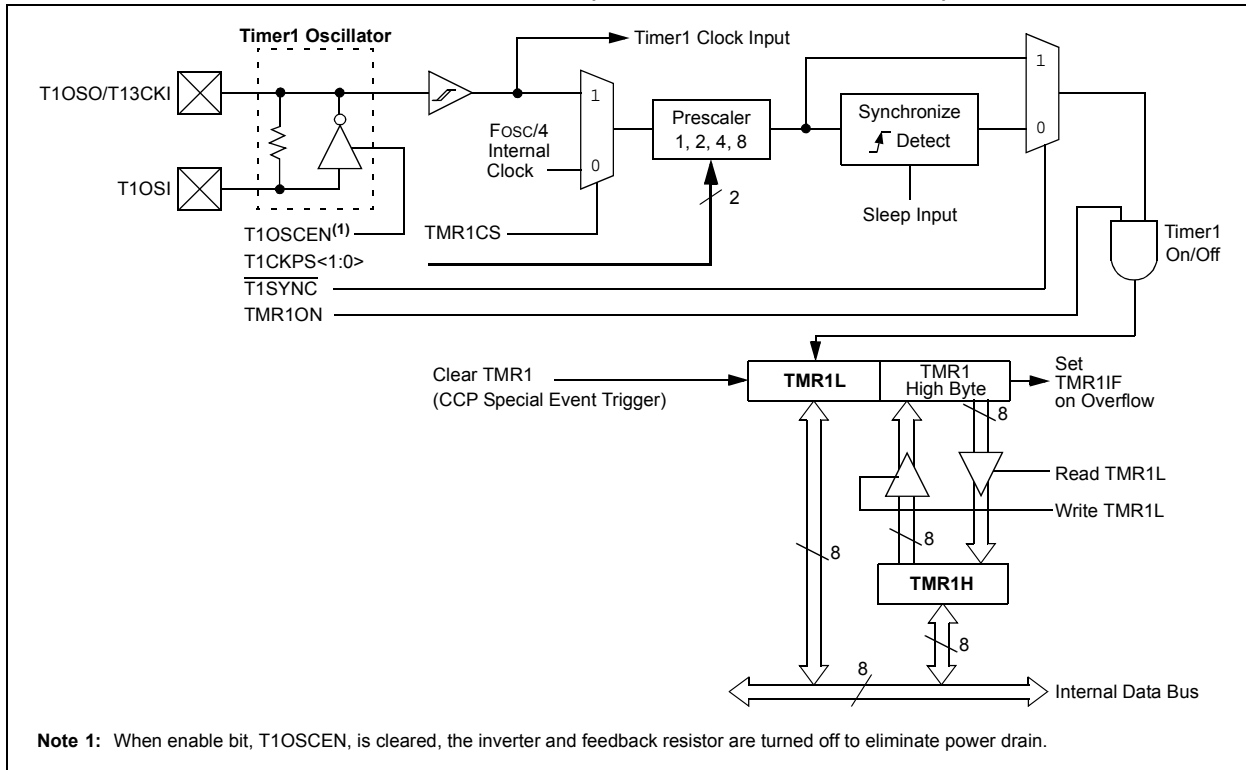 Timer1 Oscillator
Timer1 Clock Input
T1OSO/T13CKI
1
1
FOSC/4
Internal
Clock
Prescaler
1, 2, 4, 8
Synchronize
Detect
0
0
T1OSI
2
Sleep Input
T1OSCEN(1)
TMR1CS
Timer1
On/Off
T1CKPS<1:0>
T1SYNC
TMR1ON
Clear TMR1
(CCP Special Event Trigger)
TMR1L
TMR1
High Byte
Set
TMR1IF
on Overflow
8
Read TMR1L
Write TMR1L
8
8
TMR1H
8
8
Internal Data Bus
Note 1: When enable bit, T1OSCEN, is cleared, the inverter and feedback resistor are turned off to eliminate power drain.